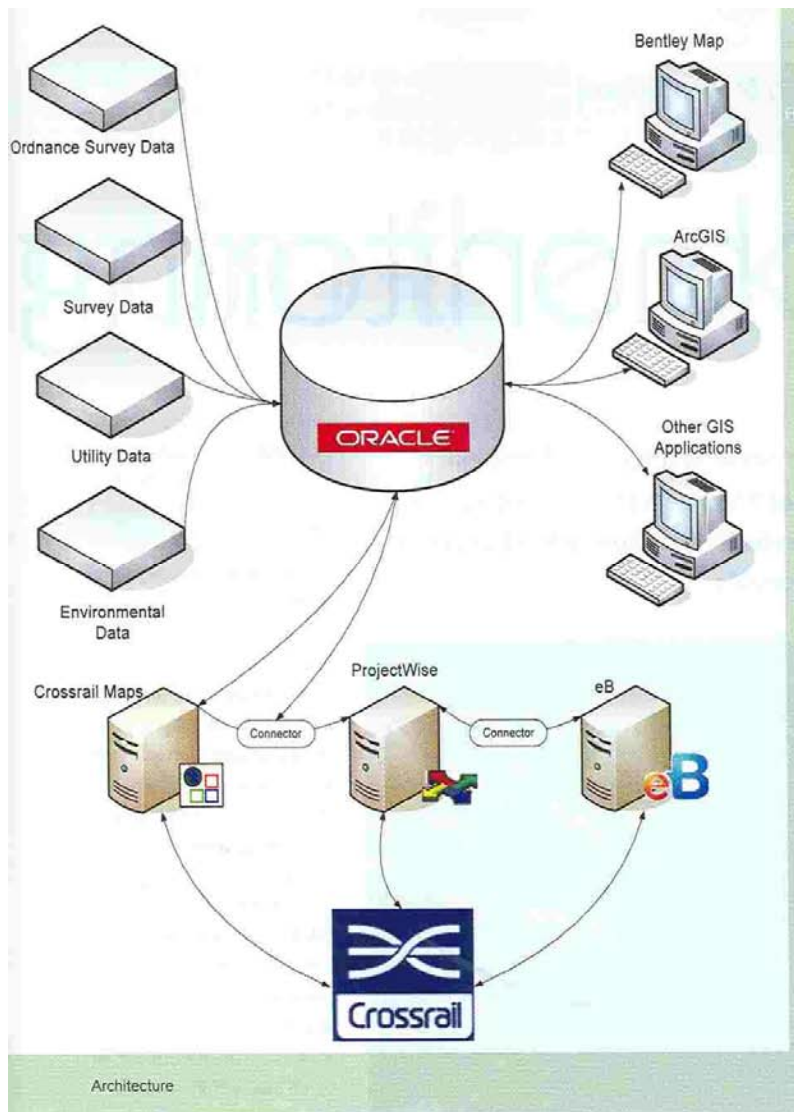 Bentley Map
Ordnance Survey Data
ArcGIS
Survey Data
ORACLE
Other GIS
Applications
Utility Data
Environmental
Data
Crossrail Maps
ProjectWise
eB
Connector
Connector
eB
Crossrail
Architecture